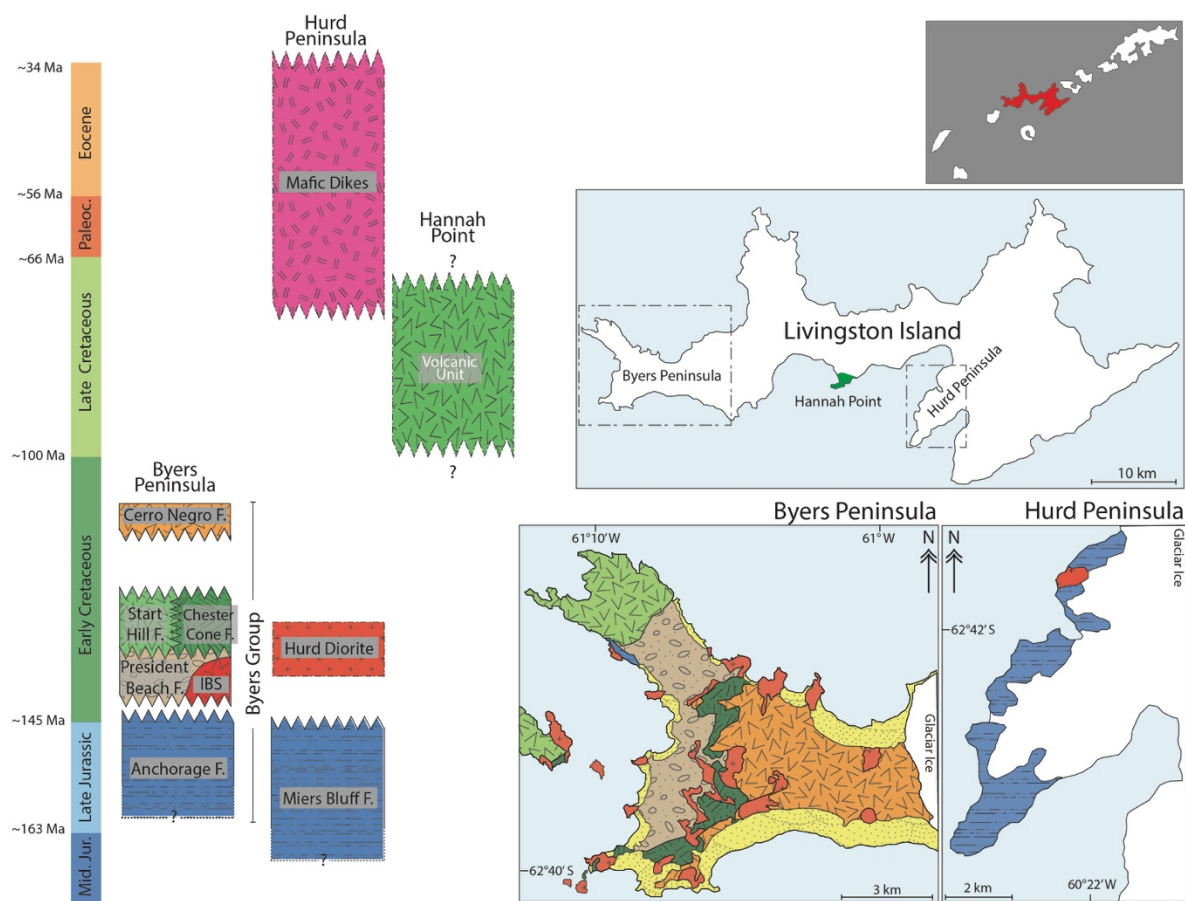 Hurd
Peninsula
~34 Ma
Eocene
~56 Ma
Paleoc.
~66 Ma
Late Cretaceous
~100 Ma
Early Cretaceous
~145 Ma
Late Jurassic
~163 Ma
Mid. Jur.
Mafic Dikes
Hannah
Point
?
Volcanic
Unit
?
Byers
Peninsula
Cerro Negro F.
Start
Hill F.
Chester
Cone F.
President
Beach F.
IBS
Anchorage F.
?
Byers Group
Hurd Diorite
Miers Bluff F.
?
Livingston Island
Byers Peninsula
Hannah Point
Hurd Peninsula
10 km
Byers Peninsula
61°10'W
61°W
N
Glaciar Ice
62°40'S
3 km
Hurd Peninsula
N
Glaciar Ice
62°42'S
60°22'W
2 km